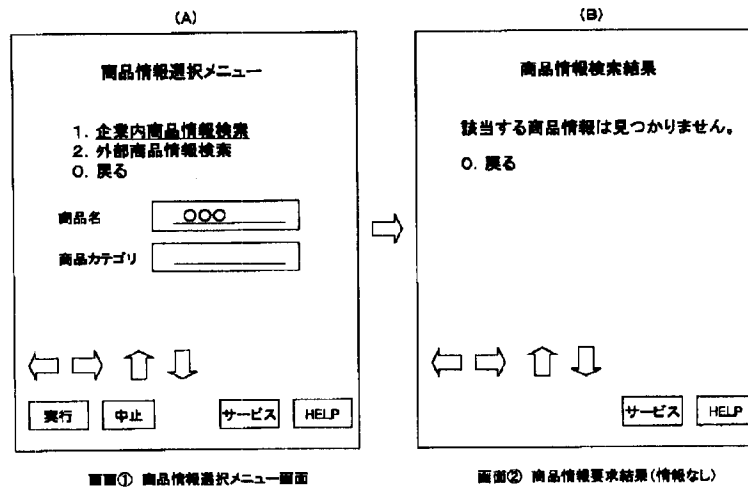 (A)
商品情報選択メニュー
1. 企業内商品情報検索
2. 外部商品情報検索
0. 戻る
商品名 ○○○
商品カテゴリ
実行 中止 サービス HELP
画面① 商品情報選択メニュー画面
(B)
商品情報検索結果
該当する商品情報は見つかりません。
0. 戻る
サービス HELP
画面② 商品情報要求結果(情報なし)